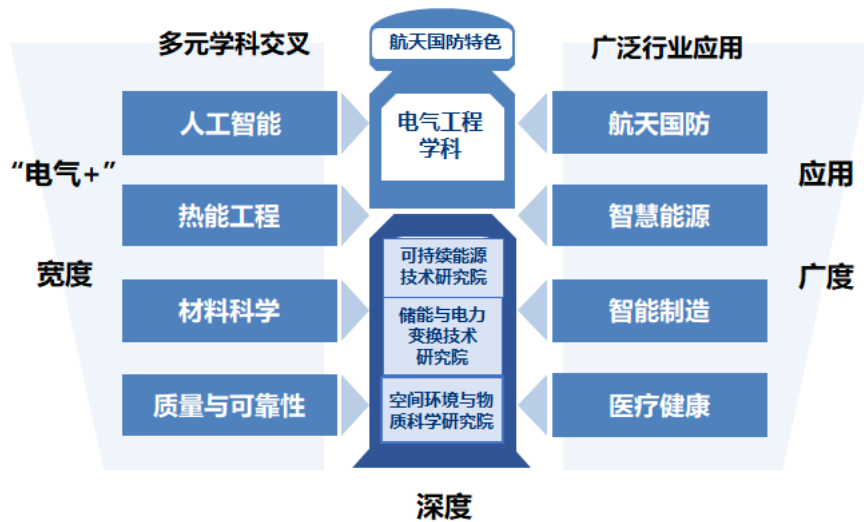 多元学科交叉
航天国防特色
广泛行业应用
人工智能
电气工程
学科
航天国防
“电气+”
应用
热能工程
智慧能源
宽度
可持续能源
技术研究院
广度
材料科学
储能与电力
变换技术
研究院
智能制造
质量与可靠性
空间环境与物
质科学研究院
医疗健康
深度